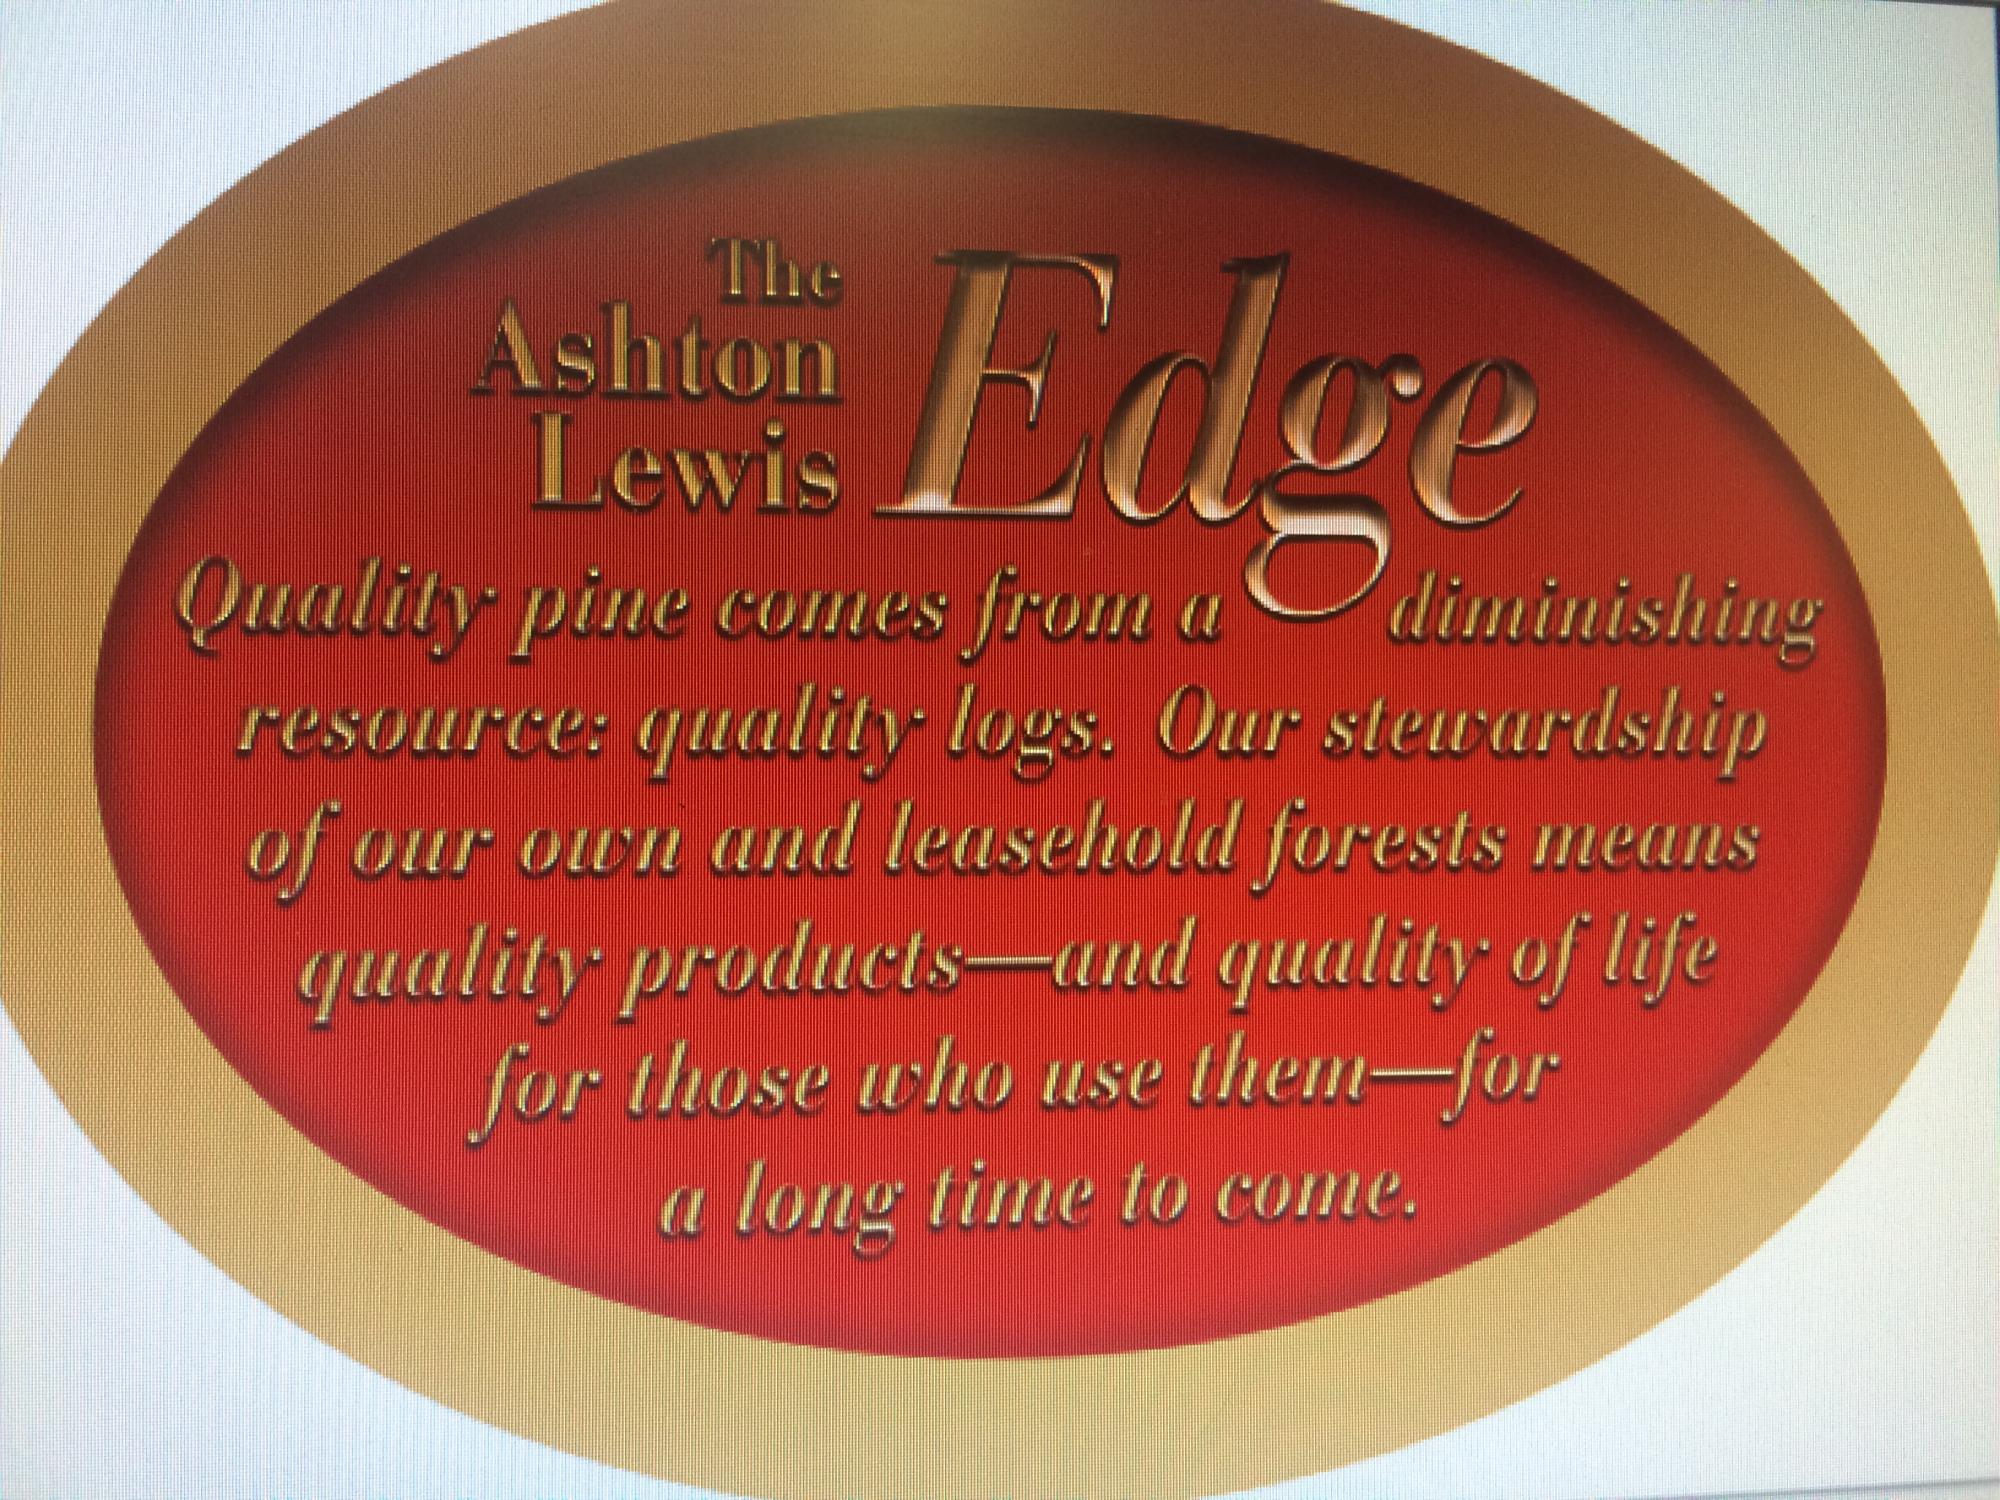 The
Ashton
Lewis
Edge
Quality pine comes from a diminishing
resource: quality logs. Our stewardship
of our own and leasehold forests means
quality products—and quality of life
for those who use them—for
a long time to come.